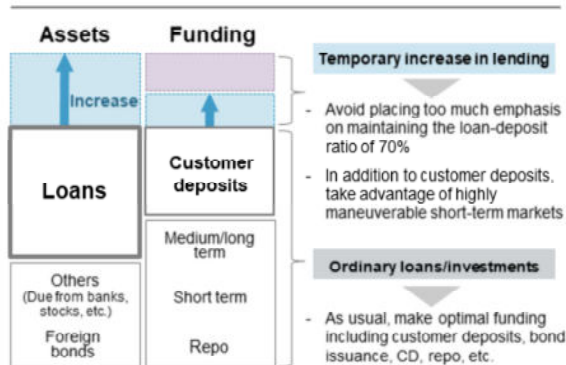 Assets
Funding
Increase
Loans
Others
(Due from banks,
stocks, etc.)
Foreign
bonds
Customer
deposits
Medium/long
term
Short term
Repo
Temporary increase in lending
- Avoid placing too much emphasis
on maintaining the loan-deposit
ratio of 70%
- In addition to customer deposits,
take advantage of highly
maneuverable short-term markets
Ordinary loans/investments
- As usual, make optimal funding
including customer deposits, bond
issuance, CD, repo, etc.